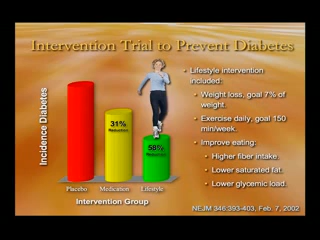 Intervention Trial to Prevent Diabetes
Incidence Diabetes
31%
Reduction
58%
Reduction
Placebo
Medication
Lifestyle
Intervention Group
• Lifestyle intervention
included:
• Weight loss, goal 7% of
weight.
• Exercise daily, goal 150
min/week.
• Improve eating:
• Higher fiber intake.
• Lower saturated fat.
• Lower glycemic load.
NEJM 346:393-403, Feb. 7, 2002